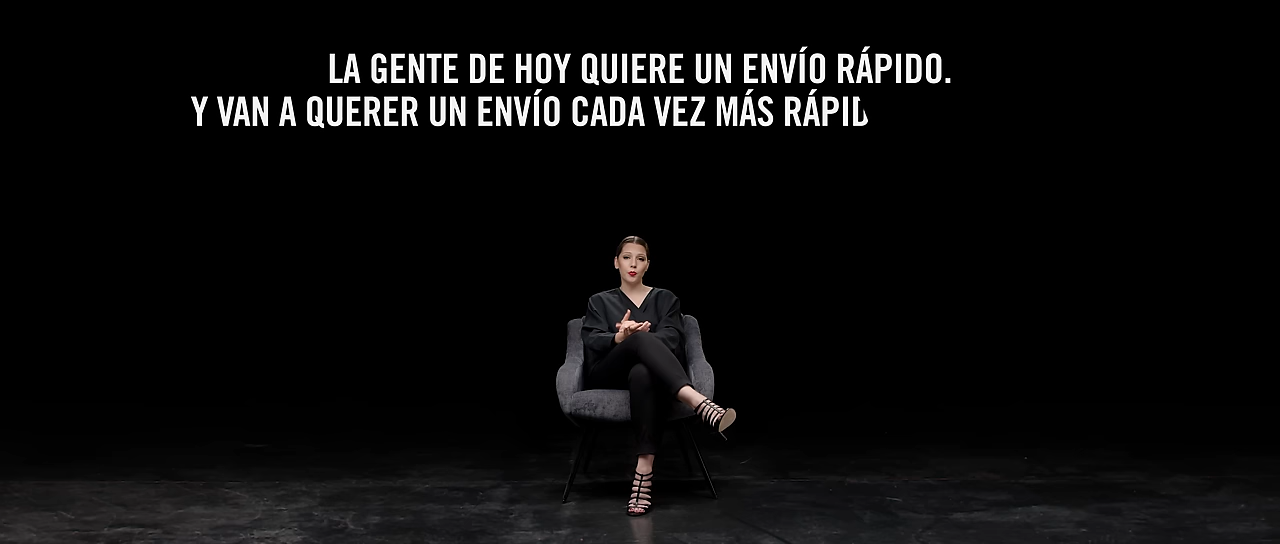 LA GENTE DE HOY QUIERE UN ENVÍO RÁPIDO.
Y VAN A QUERER UN ENVÍO CADA VEZ MÁS RÁPID